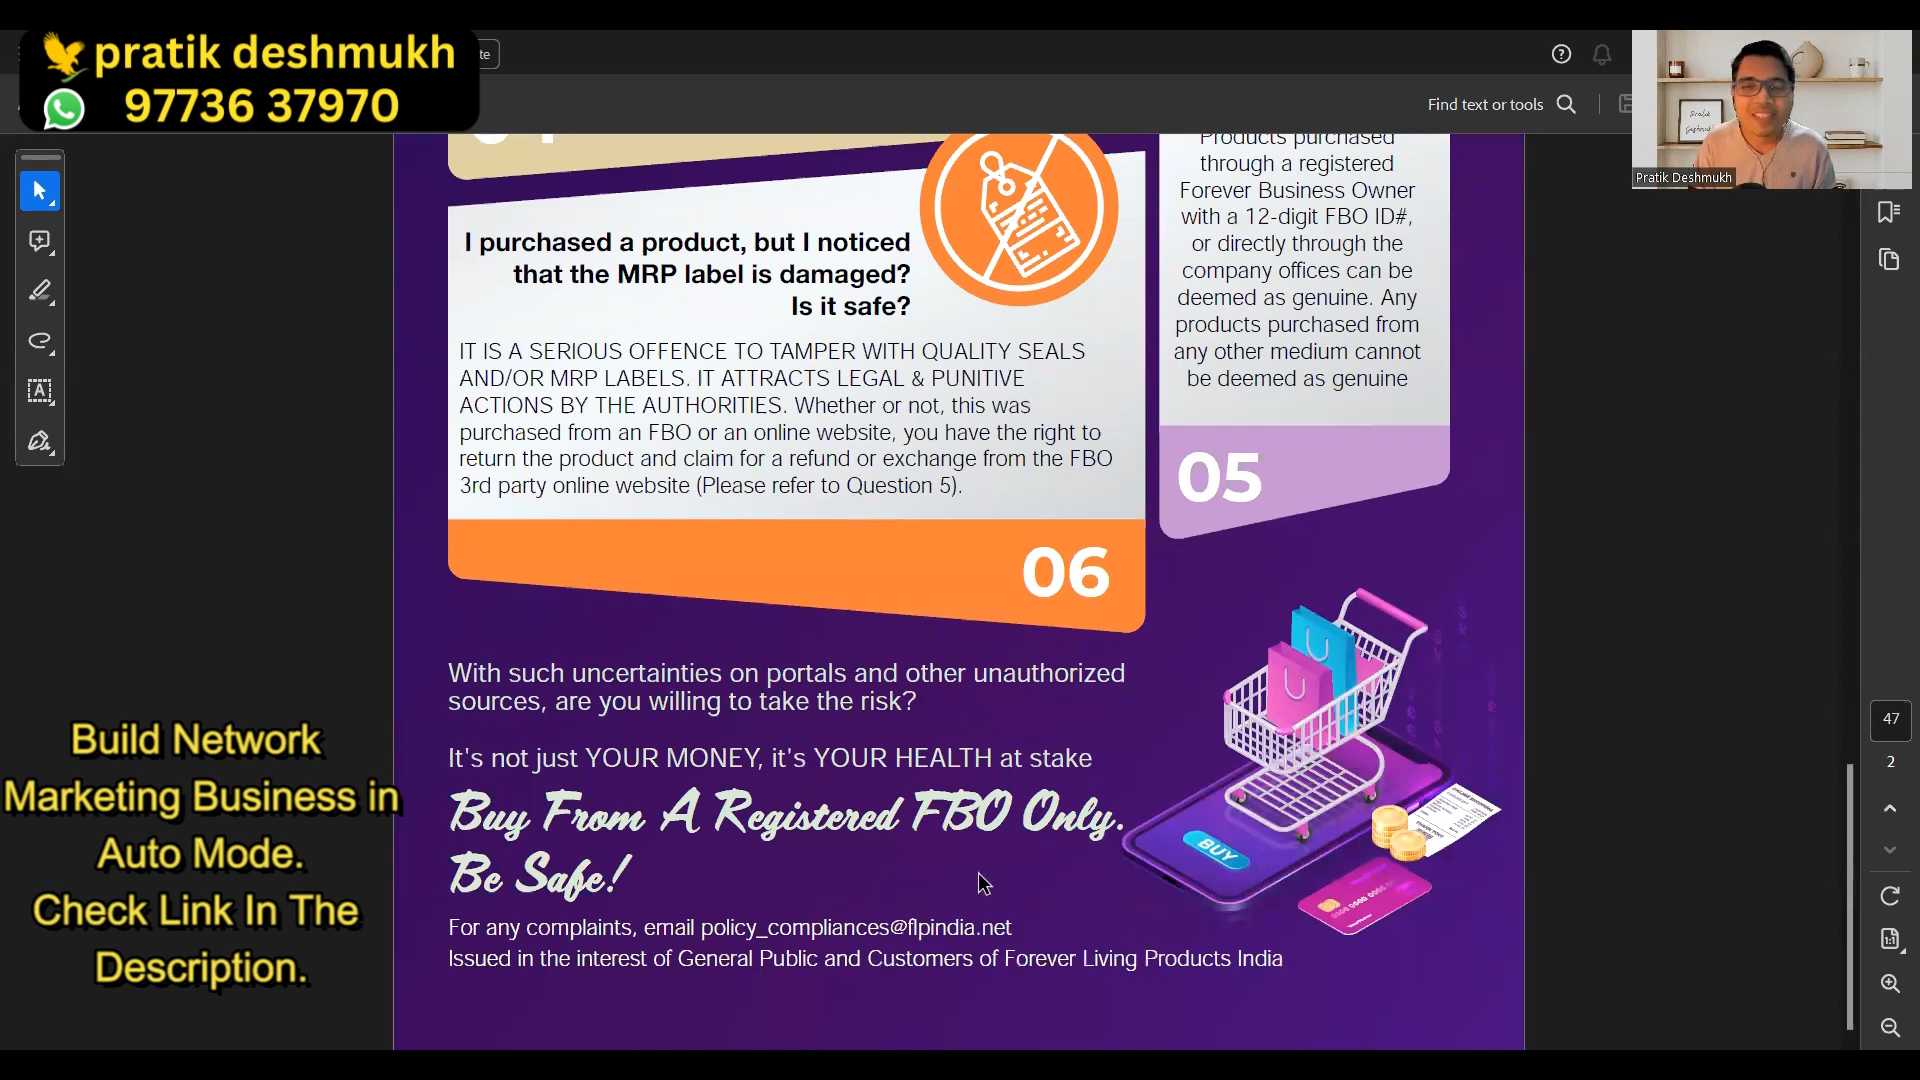 pratik deshmukh
97736 37970
te
Find text or tools
Pratik Deshmukh
Products purchased
through a registered
Forever Business Owner
with a 12-digit FBO ID#,
or directly through the
company offices can be
deemed as genuine. Any
products purchased from
any other medium cannot
be deemed as genuine
05
I purchased a product, but I noticed
that the MRP label is damaged?
Is it safe?
IT IS A SERIOUS OFFENCE TO TAMPER WITH QUALITY SEALS
AND/OR MRP LABELS. IT ATTRACTS LEGAL & PUNITIVE
ACTIONS BY THE AUTHORITIES. Whether or not, this was
purchased from an FBO or an online website, you have the right to
return the product and claim for a refund or exchange from the FBO
3rd party online website (Please refer to Question 5).
06
With such uncertainties on portals and other unauthorized
sources, are you willing to take the risk?
It's not just YOUR MONEY, it's YOUR HEALTH at stake
Buy From A Registered FBO Only.
Be Safe!
BUY
For any complaints, email policy_compliances@flpindia.net
Issued in the interest of General Public and Customers of Forever Living Products India
Build Network
Marketing Business in
Auto Mode.
Check Link In The
Description.
47
2